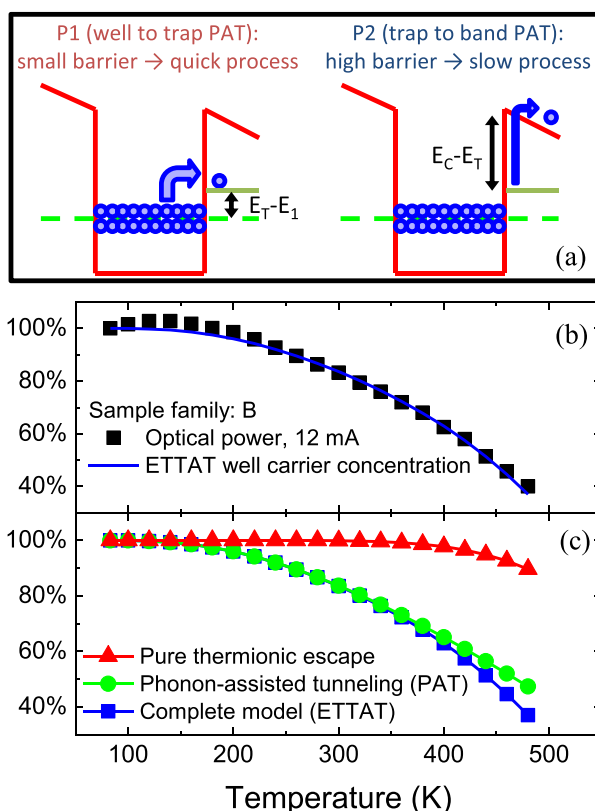 P1 (well to trap PAT):
small barrier → quick process
P2 (trap to band PAT):
high barrier → slow process
E_T-E_1
E_C-E_T
(a)
100%
80%
60%
40%
(b)
Sample family: B
Optical power, 12 mA
ETTAT well carrier concentration
100%
80%
60%
40%
(c)
Pure thermionic escape
Phonon-assisted tunneling (PAT)
Complete model (ETTAT)
100 200 300 400 500
Temperature (K)